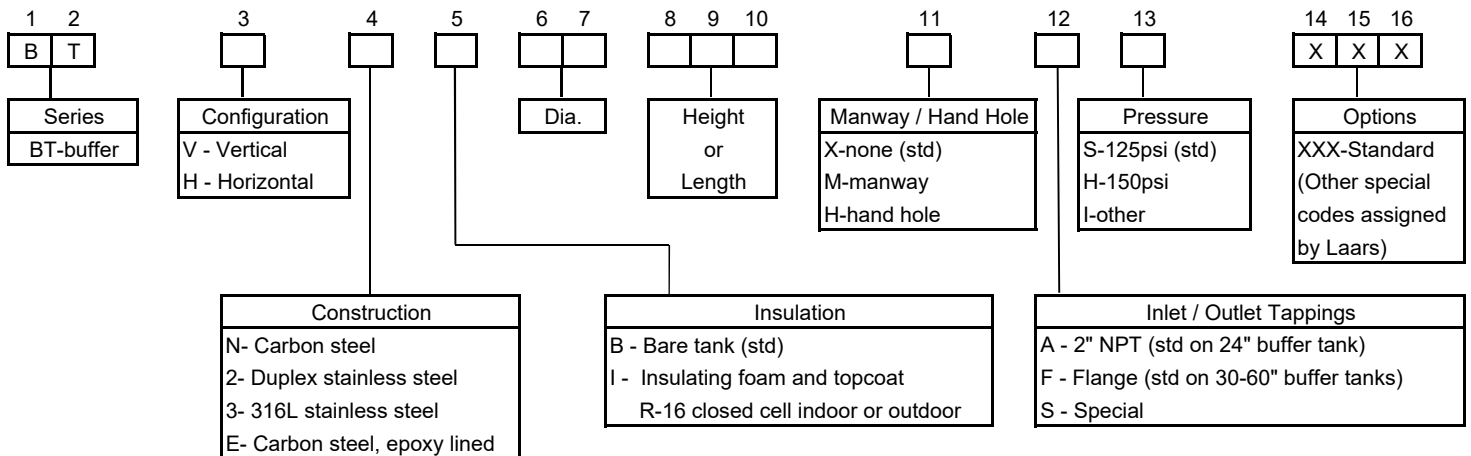 1 2 3 4 5 6 7 8 9 10 11 12 13 14 15 16
B T X X X
Series
BT-buffer
Configuration
V - Vertical
H - Horizontal
Dia.
Height
or
Length
Manway / Hand Hole
X-none (std)
M-manway
H-hand hole
Pressure
S-125psi (std)
H-150psi
I-other
Options
XXX-Standard
(Other special
codes assigned
by Laars)
Construction
N- Carbon steel
2- Duplex stainless steel
3- 316L stainless steel
E- Carbon steel, epoxy lined
Insulation
B - Bare tank (std)
I - Insulating foam and topcoat
R-16 closed cell indoor or outdoor
Inlet / Outlet Tappings
A - 2" NPT (std on 24" buffer tank)
F - Flange (std on 30-60" buffer tanks)
S - Special